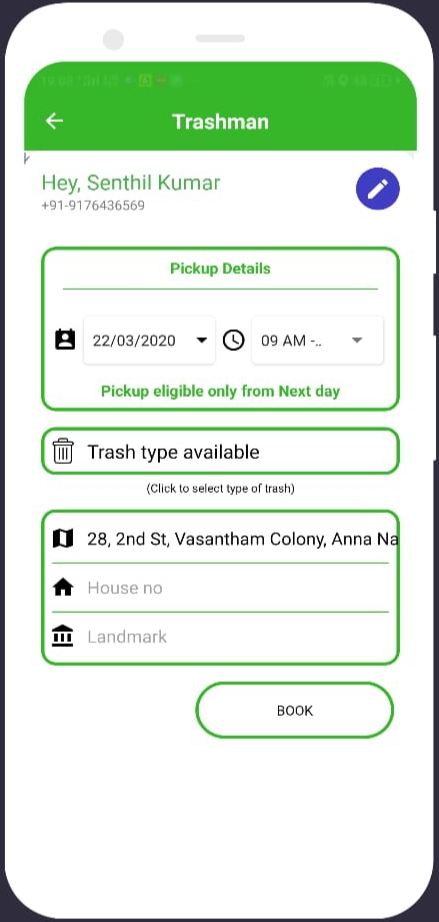 Trashman
Hey, Senthil Kumar
+91-9176436569
Pickup Details
22/03/2020
09 AM -..
Pickup eligible only from Next day
Trash type available
(Click to select type of trash)
28, 2nd St, Vasantham Colony, Anna Na
House no
Landmark
BOOK